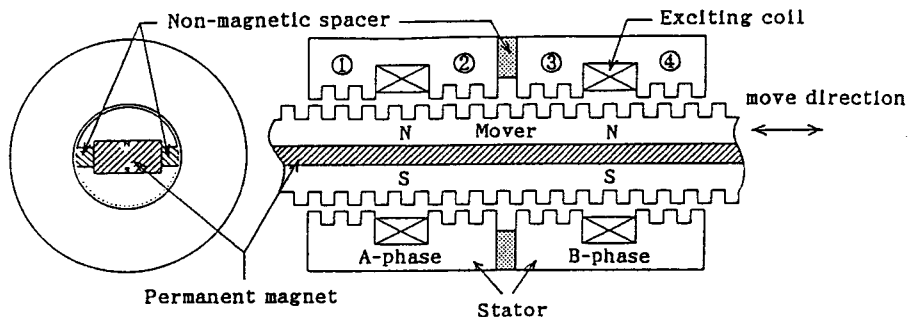 Non-magnetic spacer
Exciting coil
① ② ③ ④
move direction
N Mover N
S S
A-phase B-phase
Permanent magnet
Stator